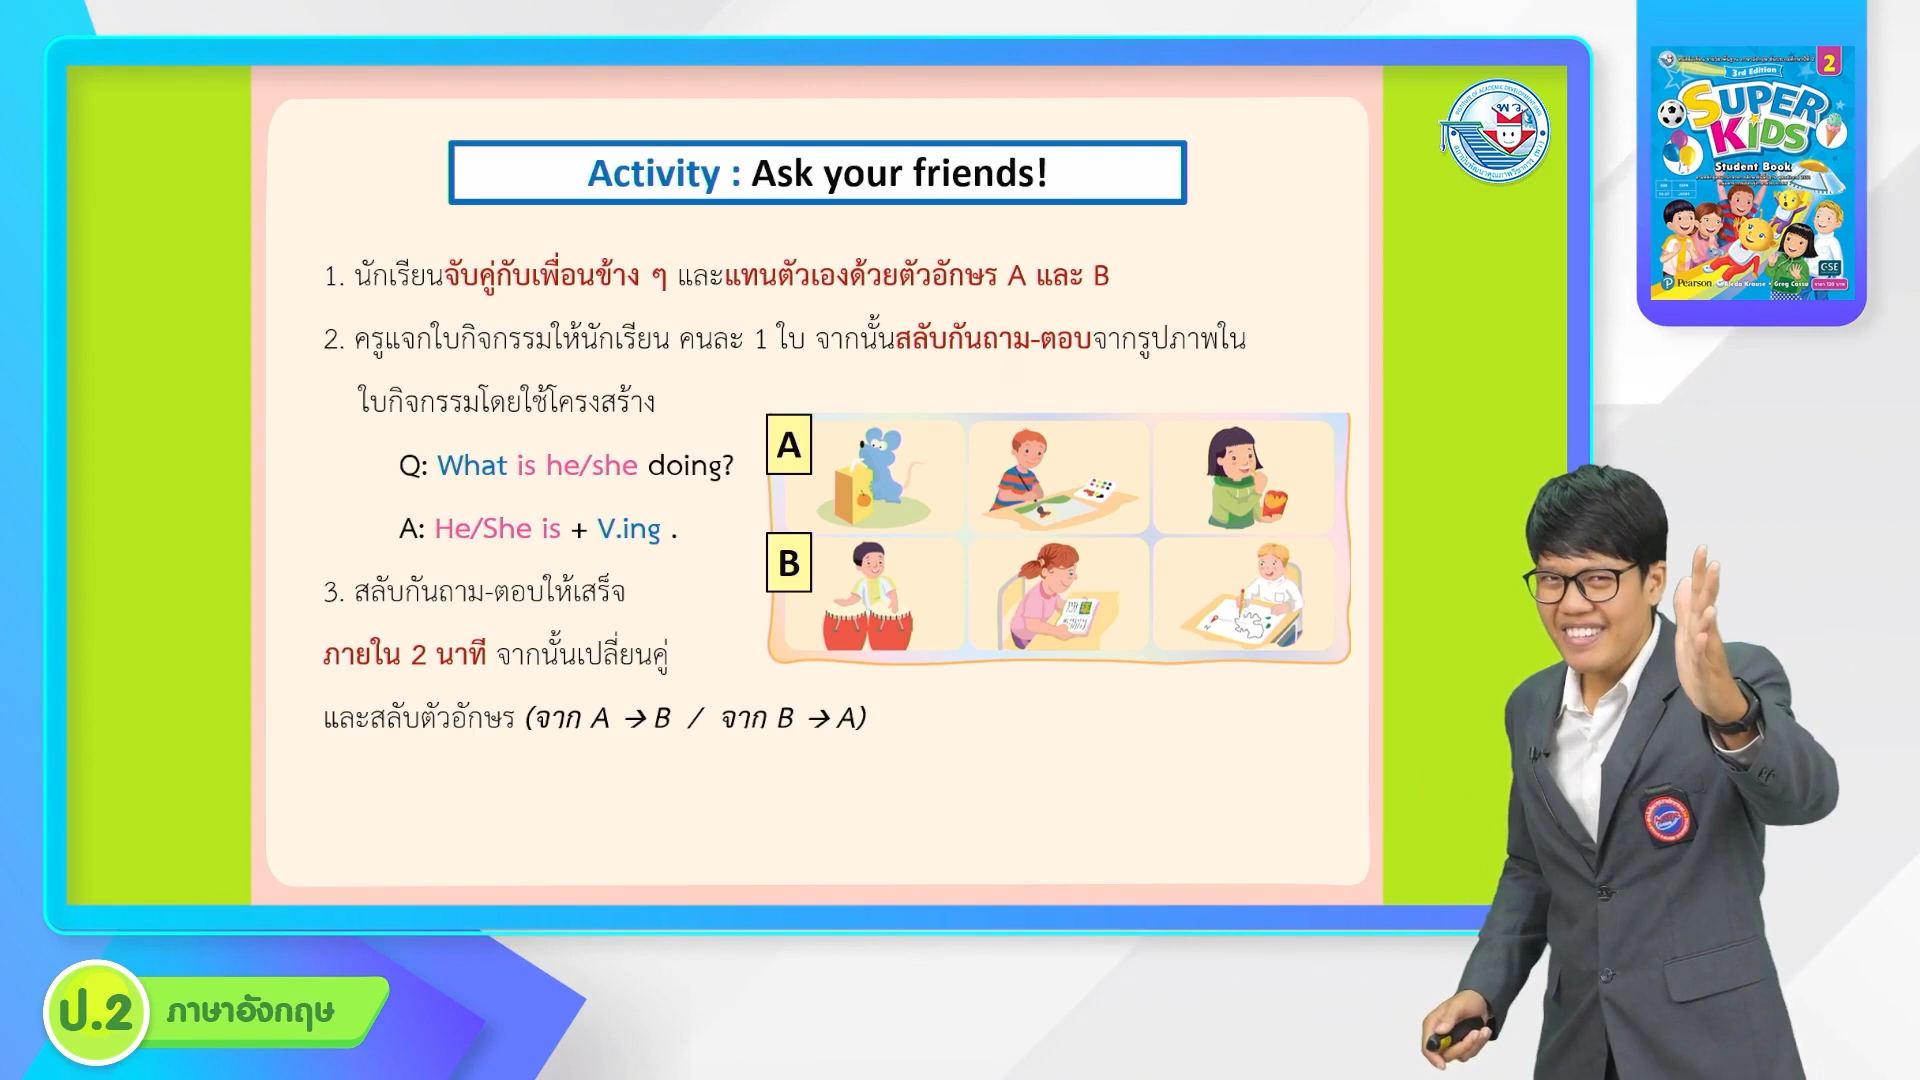 Activity : Ask your friends!
1. นักเรียนจับคู่กับเพื่อนข้าง ๆ และแทนตัวเองด้วยตัวอักษร A และ B
2. ครูแจกใบกิจกรรมให้นักเรียน คนละ 1 ใบ จากนั้นสลับกันถาม-ตอบจากรูปภาพใน
ใบกิจกรรมโดยใช้โครงสร้าง
Q: What is he/she doing?
A: He/She is + V.ing .
3. สลับกันถาม-ตอบให้เสร็จ
ภายใน 2 นาที จากนั้นเปลี่ยนคู่
และสลับตัวอักษร (จาก A → B / จาก B → A)
A
B
พว
2
3rd Edition
SUPER
KiDS
Student Book
GSE
Pearson
Aleda Krause • Greg Cossu
ป.2
ภาษาอังกฤษ